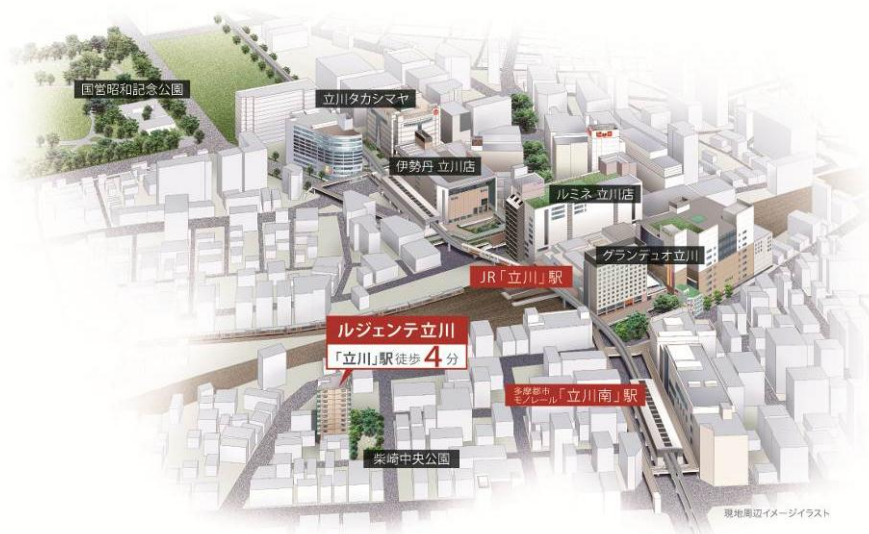 国営昭和記念公園
立川タカシマヤ
伊勢丹 立川店
ルミネ 立川店
グランデュオ立川
JR「立川」駅
ルジェンテ立川
「立川」駅 徒歩 4 分
多摩都市
モノレール「立川南」駅
柴崎中央公園
現地周辺イメージイラスト